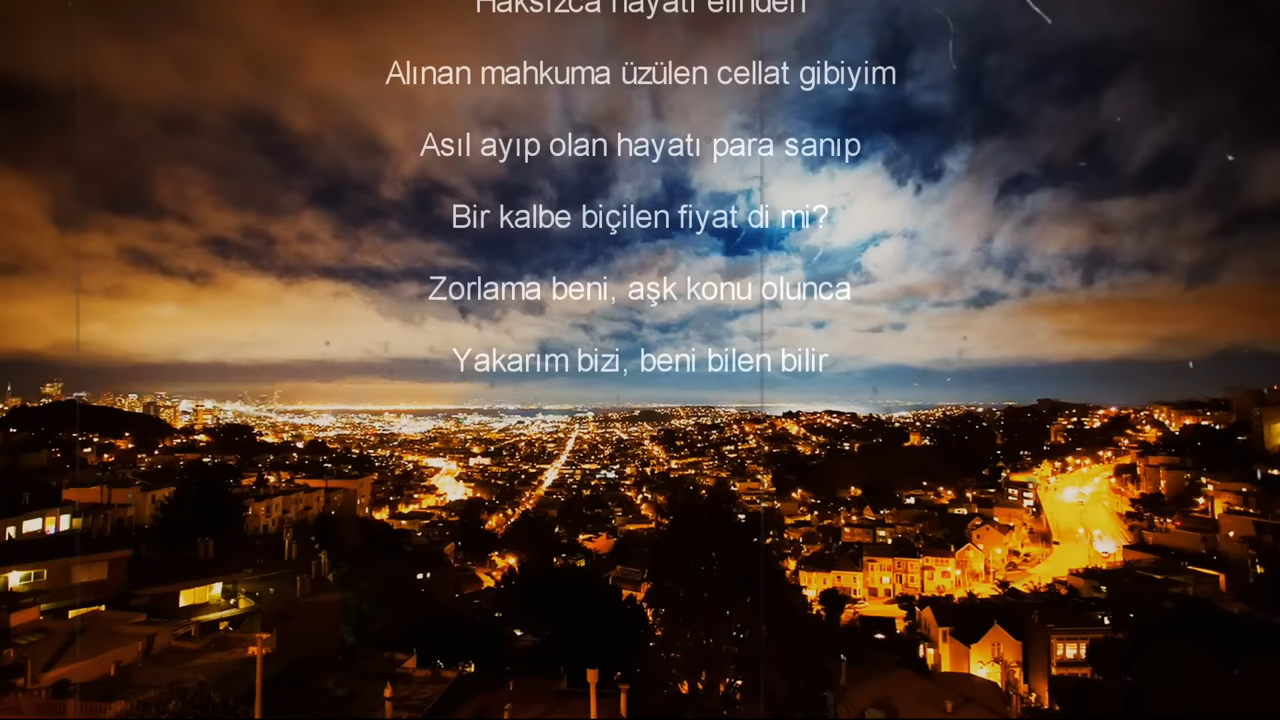 Haksızca hayatı elinden
Alınan mahkuma üzülen cellat gibiyim
Asıl ayıp olan hayatı para sanıp
Bir kalbe biçilen fiyat di mi?
Zorlama beni, aşk konu olunca
Yakarım bizi, beni bilen bilir